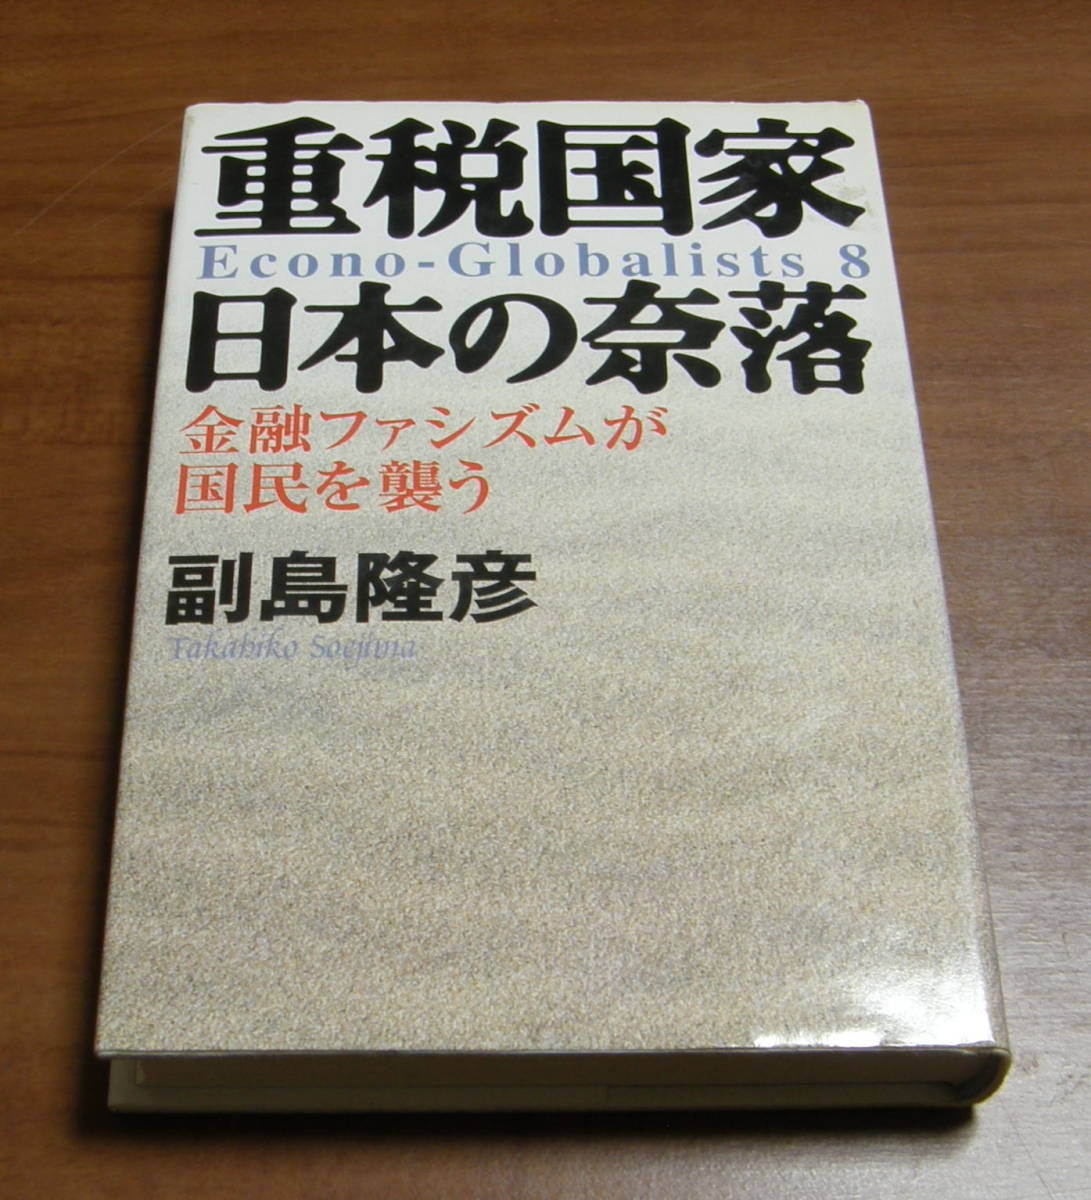 重税国家
Econo-Globalists 8
日本の奈落
金融ファシズムが
国民を襲う
副島隆彦
Takahiko Soejima